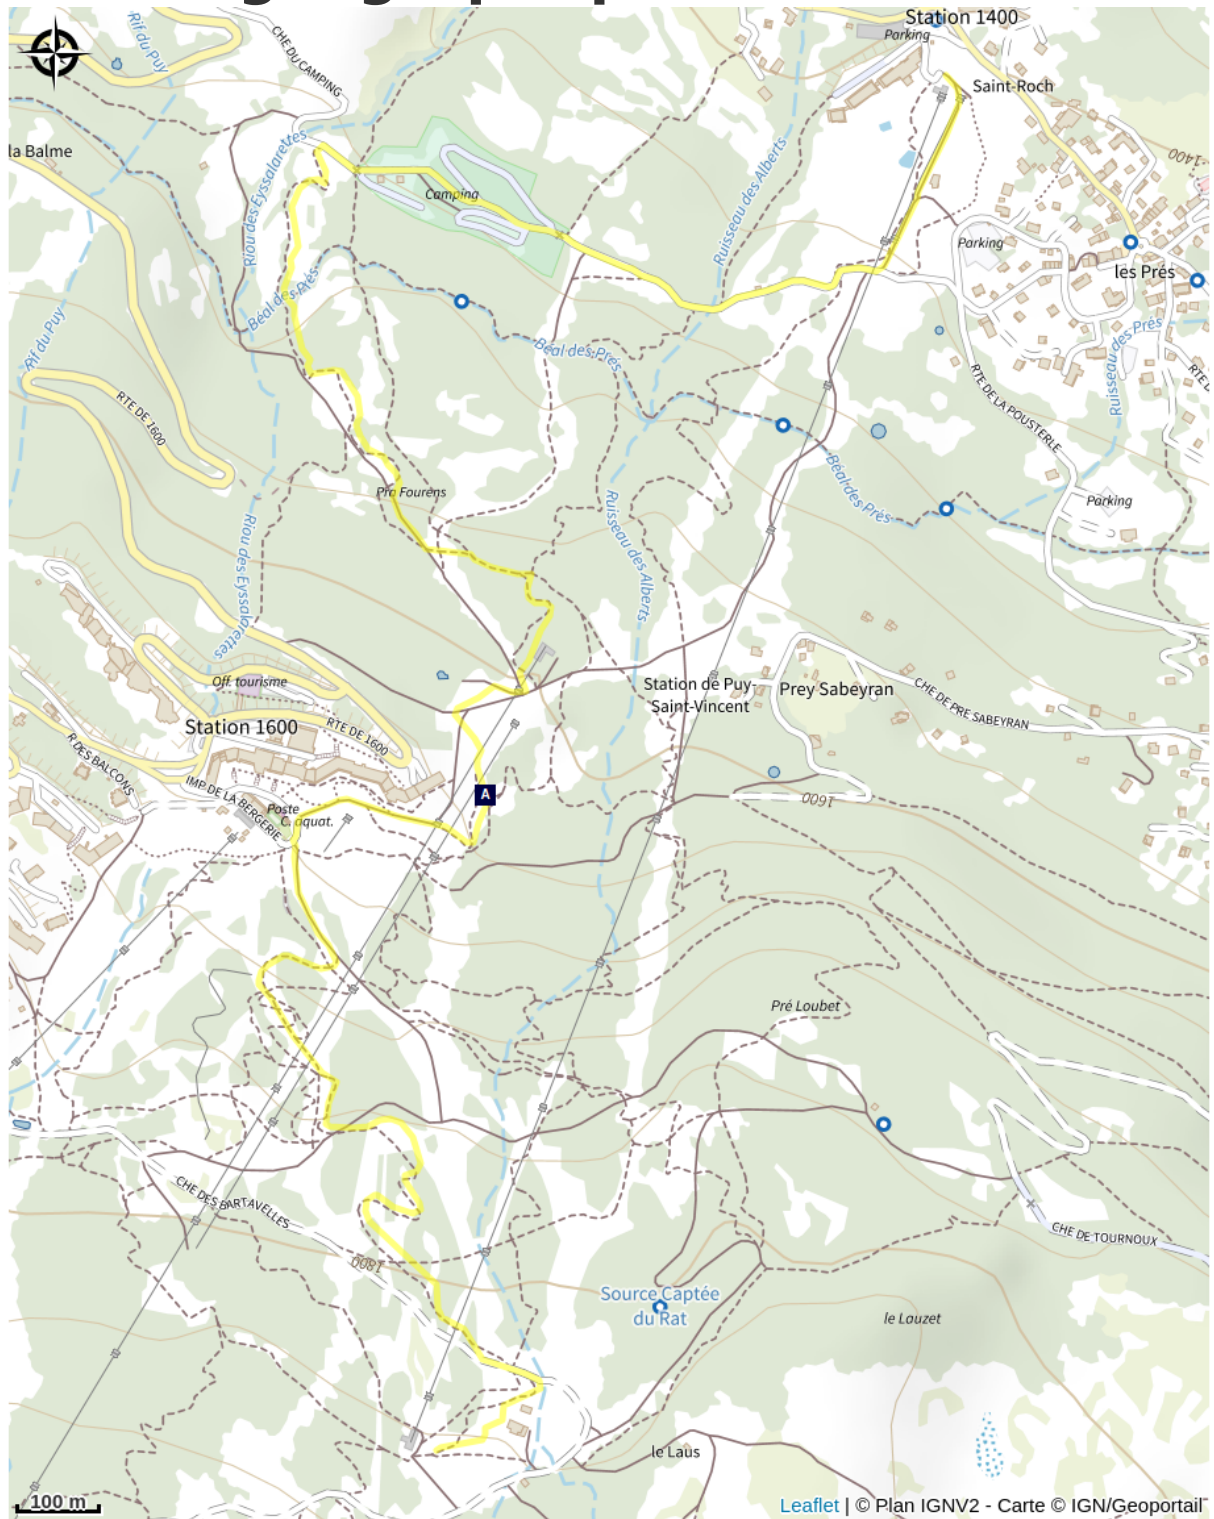 Station 1400
Parking
Saint-Roch
Rif du Puy
CHE DU CAMPING
la Balme
Riou des Eyssalarettes
Camping
Ruisseau des Alberts
1400
Parking
les Prés
Béal des Prés
Rif du Puy
Béal des Prés
Ruisseau des Prés
RTE DE 1600
RTE DE LA POUSTERLE
Béal des Prés
Parking
Riou des Eyssalarettes
Ruisseau des Alberts
Off. tourisme
Station de Puy-
Saint-Vincent
Prey Sabeyran
CHE DE PRE SABEYRAN
Station 1600
RTE DE 1600
R DES BALCONS
IMP DE LA BERGERIE
Poste
C. aquat.
A
1600
Pré Loubet
CHE DES BARTAVELLES
1800
CHE DE TOURNOUX
Source Captée
du Rat
le Lauzet
le Laus
100 m
Leaflet | © Plan IGNV2 - Carte © IGN/Geoportail